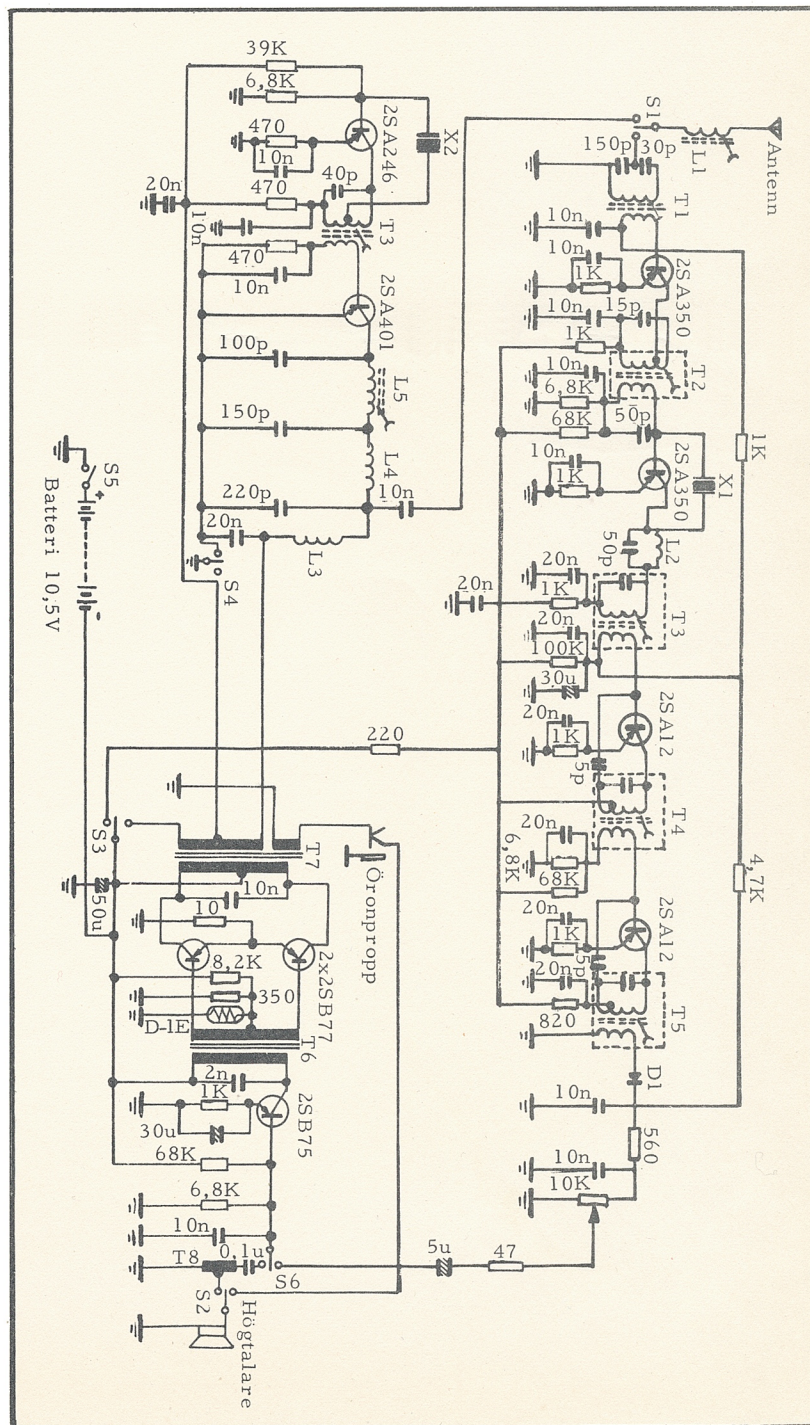 39K
6,8K
2SA246
X2
470
10n
40p
470
20n
10n
T3
470
10n
2SA401
100p
L5
150p
L4
220p
10n
20n
L3
S4
S5
+
-
Batteri 10,5V
S1
L1
Antenn
150p
30p
T1
10n
10n
1K
2SA350
10n
15p
1K
T2
10n
6,8K
68K
50p
1K
10n
1K
2SA350
X1
50p
L2
20n
1K
20n
T3
20n
100K
30u
2SA12
20n
1K
5p
T4
20n
6,8K
68K
4,7K
2SA12
20n
1K
5p
20n
820
T5
D1
10n
560
10n
10K
220
S3
T7
Öronpropp
50u
10n
10
2x2SB77
8,2K
350
D-1E
T6
2n
1K
2SB75
30u
68K
6,8K
10n
T8
0,1u
S6
5u
47
S2
Högtalare